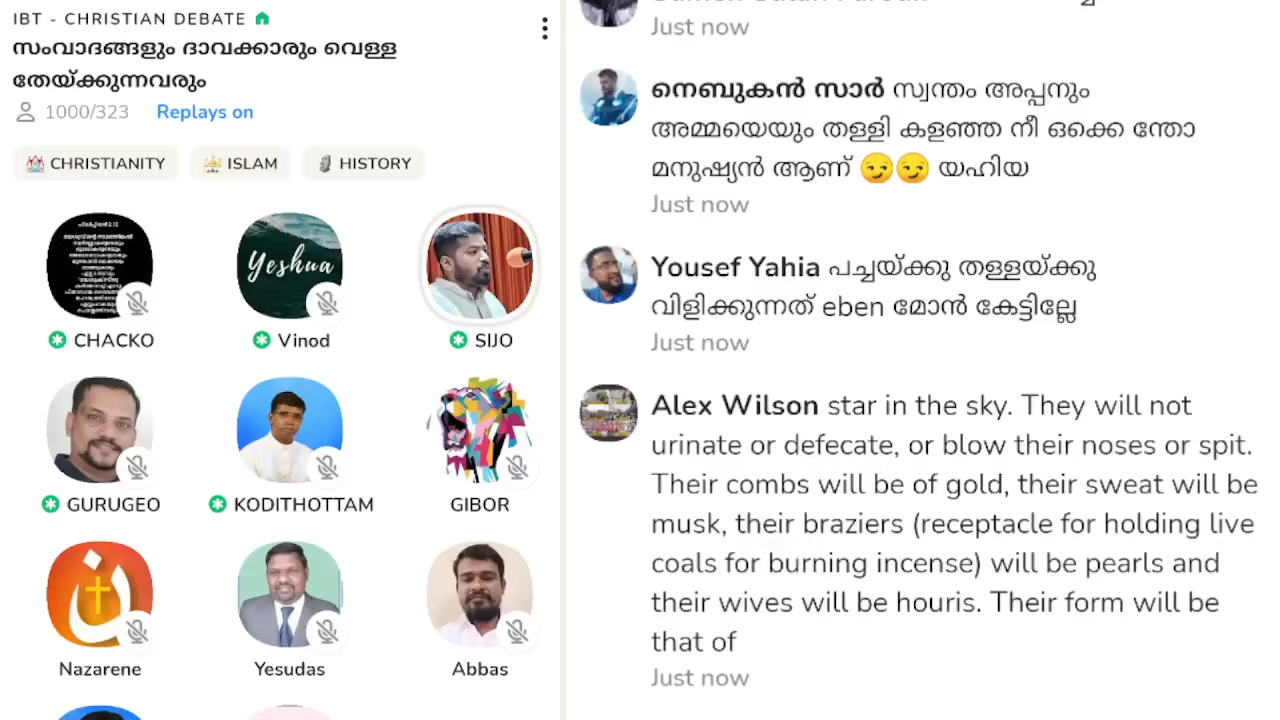 IBT - CHRISTIAN DEBATE
സംവാദങ്ങളും ദാവക്കാരും വെള്ള
തേയ്ക്കുന്നവരും
1000/323 Replays on
CHRISTIANITY ISLAM HISTORY
Yeshua
CHACKO Vinod SIJO
GURUGEO KODITHOTTAM GIBOR
ن
Nazarene Yesudas Abbas
Just now
നെബുകൻ സാർ സ്വന്തം അപ്പനും
അമ്മയെയും തള്ളി കളഞ്ഞ നീ ഒക്കെ ന്തോ
മനുഷ്യൻ ആണ് 😏😏 യഹിയ
Just now
Yousef Yahia പച്ചയ്ക്കു തള്ളയ്ക്കു
വിളിക്കുന്നത് eben മോൻ കേട്ടില്ലേ
Just now
Alex Wilson star in the sky. They will not
urinate or defecate, or blow their noses or spit.
Their combs will be of gold, their sweat will be
musk, their braziers (receptacle for holding live
coals for burning incense) will be pearls and
their wives will be houris. Their form will be
that of
Just now